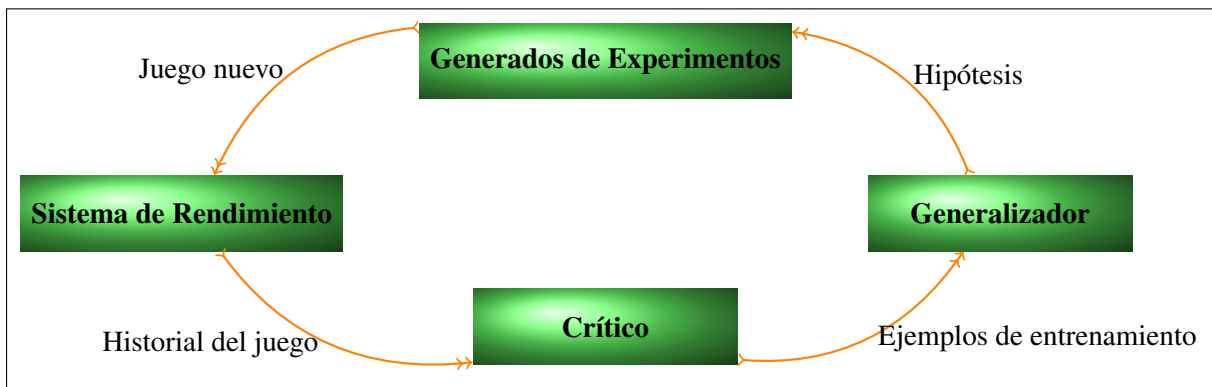 Generados de Experimentos
Juego nuevo
Hipótesis
Sistema de Rendimiento
Generalizador
Crítico
Historial del juego
Ejemplos de entrenamiento